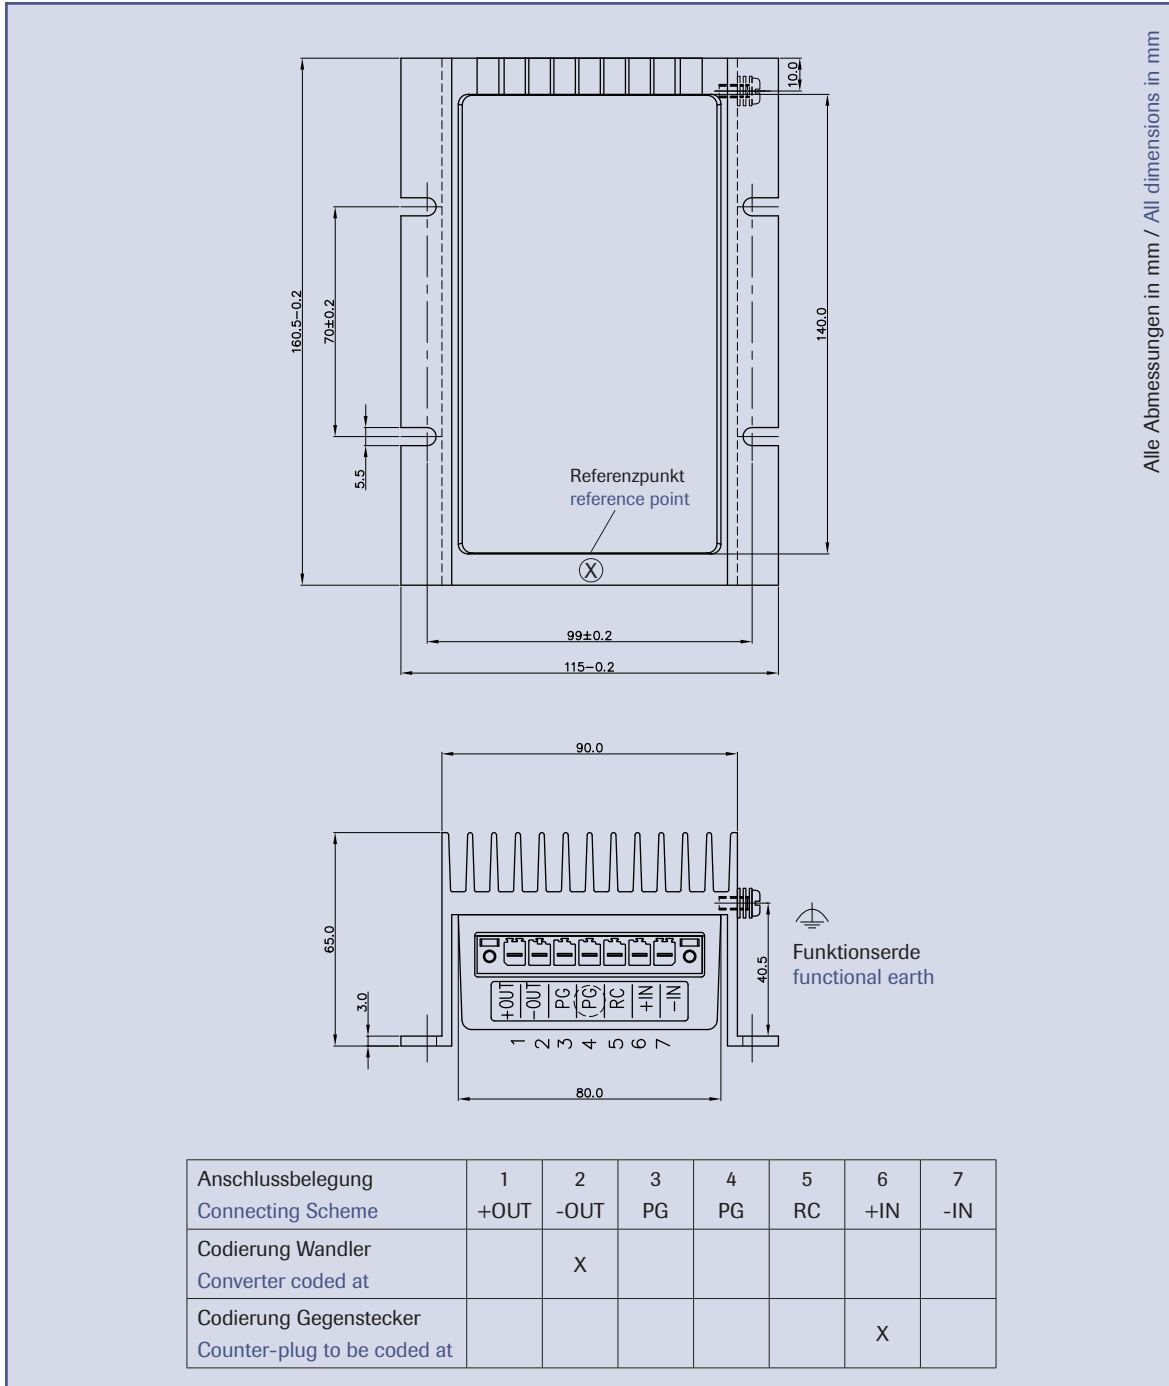 Alle Abmessungen in mm / All dimensions in mm
10.0
160.5-0.2
70±0.2
140.0
5.5
Referenzpunkt
reference point
X
99±0.2
115-0.2
90.0
65.0
3.0
40.5
Funktionserde
functional earth
+OUT
-OUT
PG
PG
RC
+IN
-IN
1
2
3
4
5
6
7
80.0
Anschlussbelegung 1 2 3 4 5 6 7
Connecting Scheme +OUT -OUT PG PG RC +IN -IN
Codierung Wandler
Converter coded at
X
Codierung Gegenstecker
Counter-plug to be coded at
X